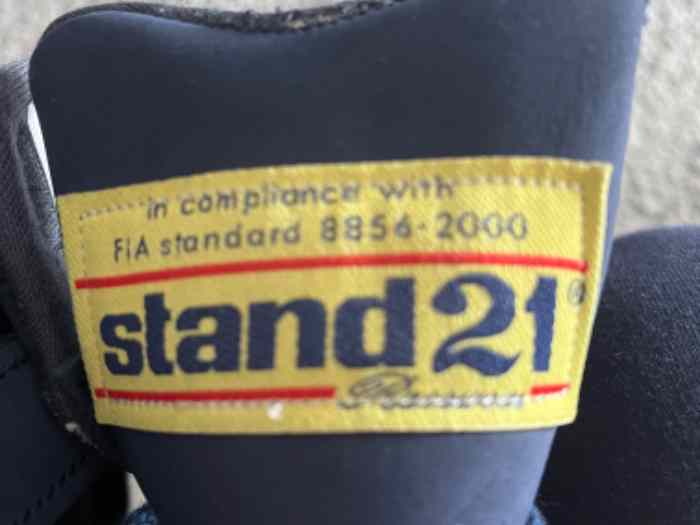 in compliance with
FIA standard 8856-2000
stand21®